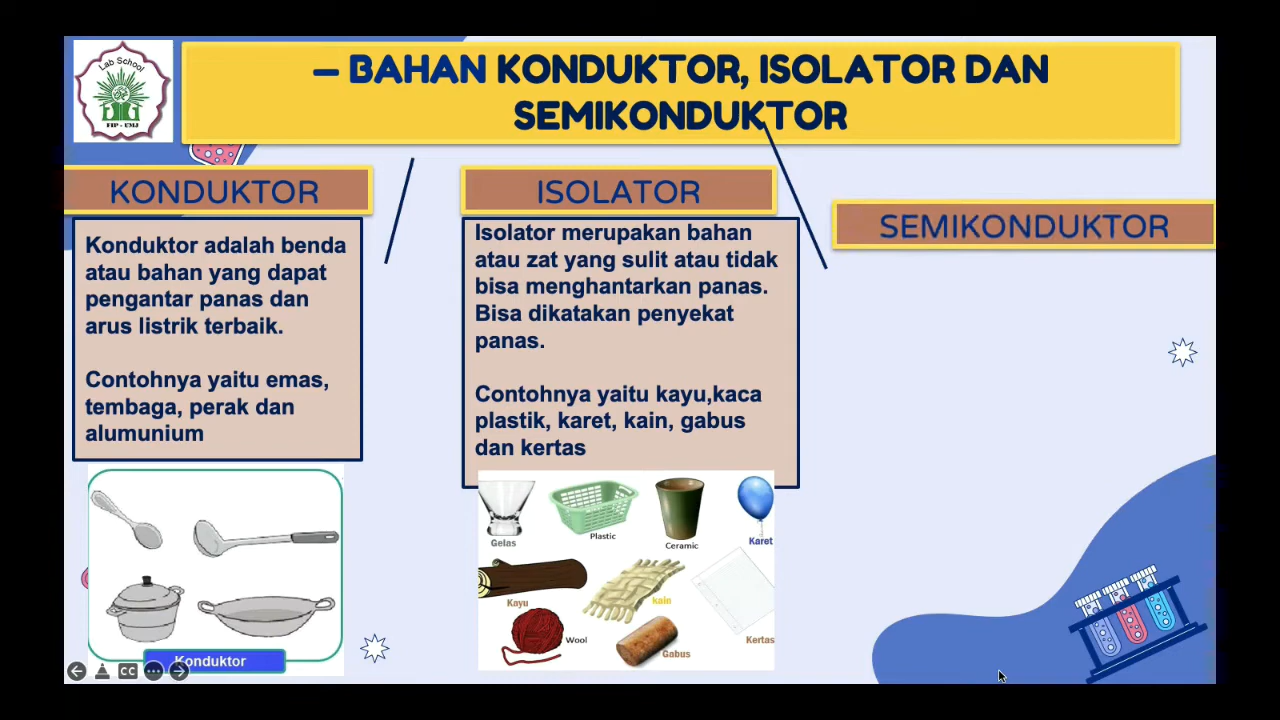 Lab School
FIP - UMJ
– BAHAN KONDUKTOR, ISOLATOR DAN
SEMIKONDUKTOR
KONDUKTOR
Konduktor adalah benda
atau bahan yang dapat
pengantar panas dan
arus listrik terbaik.
Contohnya yaitu emas,
tembaga, perak dan
alumunium
Konduktor
ISOLATOR
Isolator merupakan bahan
atau zat yang sulit atau tidak
bisa menghantarkan panas.
Bisa dikatakan penyekat
panas.
Contohnya yaitu kayu,kaca
plastik, karet, kain, gabus
dan kertas
Gelas
Plastic
Ceramic
Karet
Kayu
kain
Wool
Gabus
Kertas
SEMIKONDUKTOR
CC